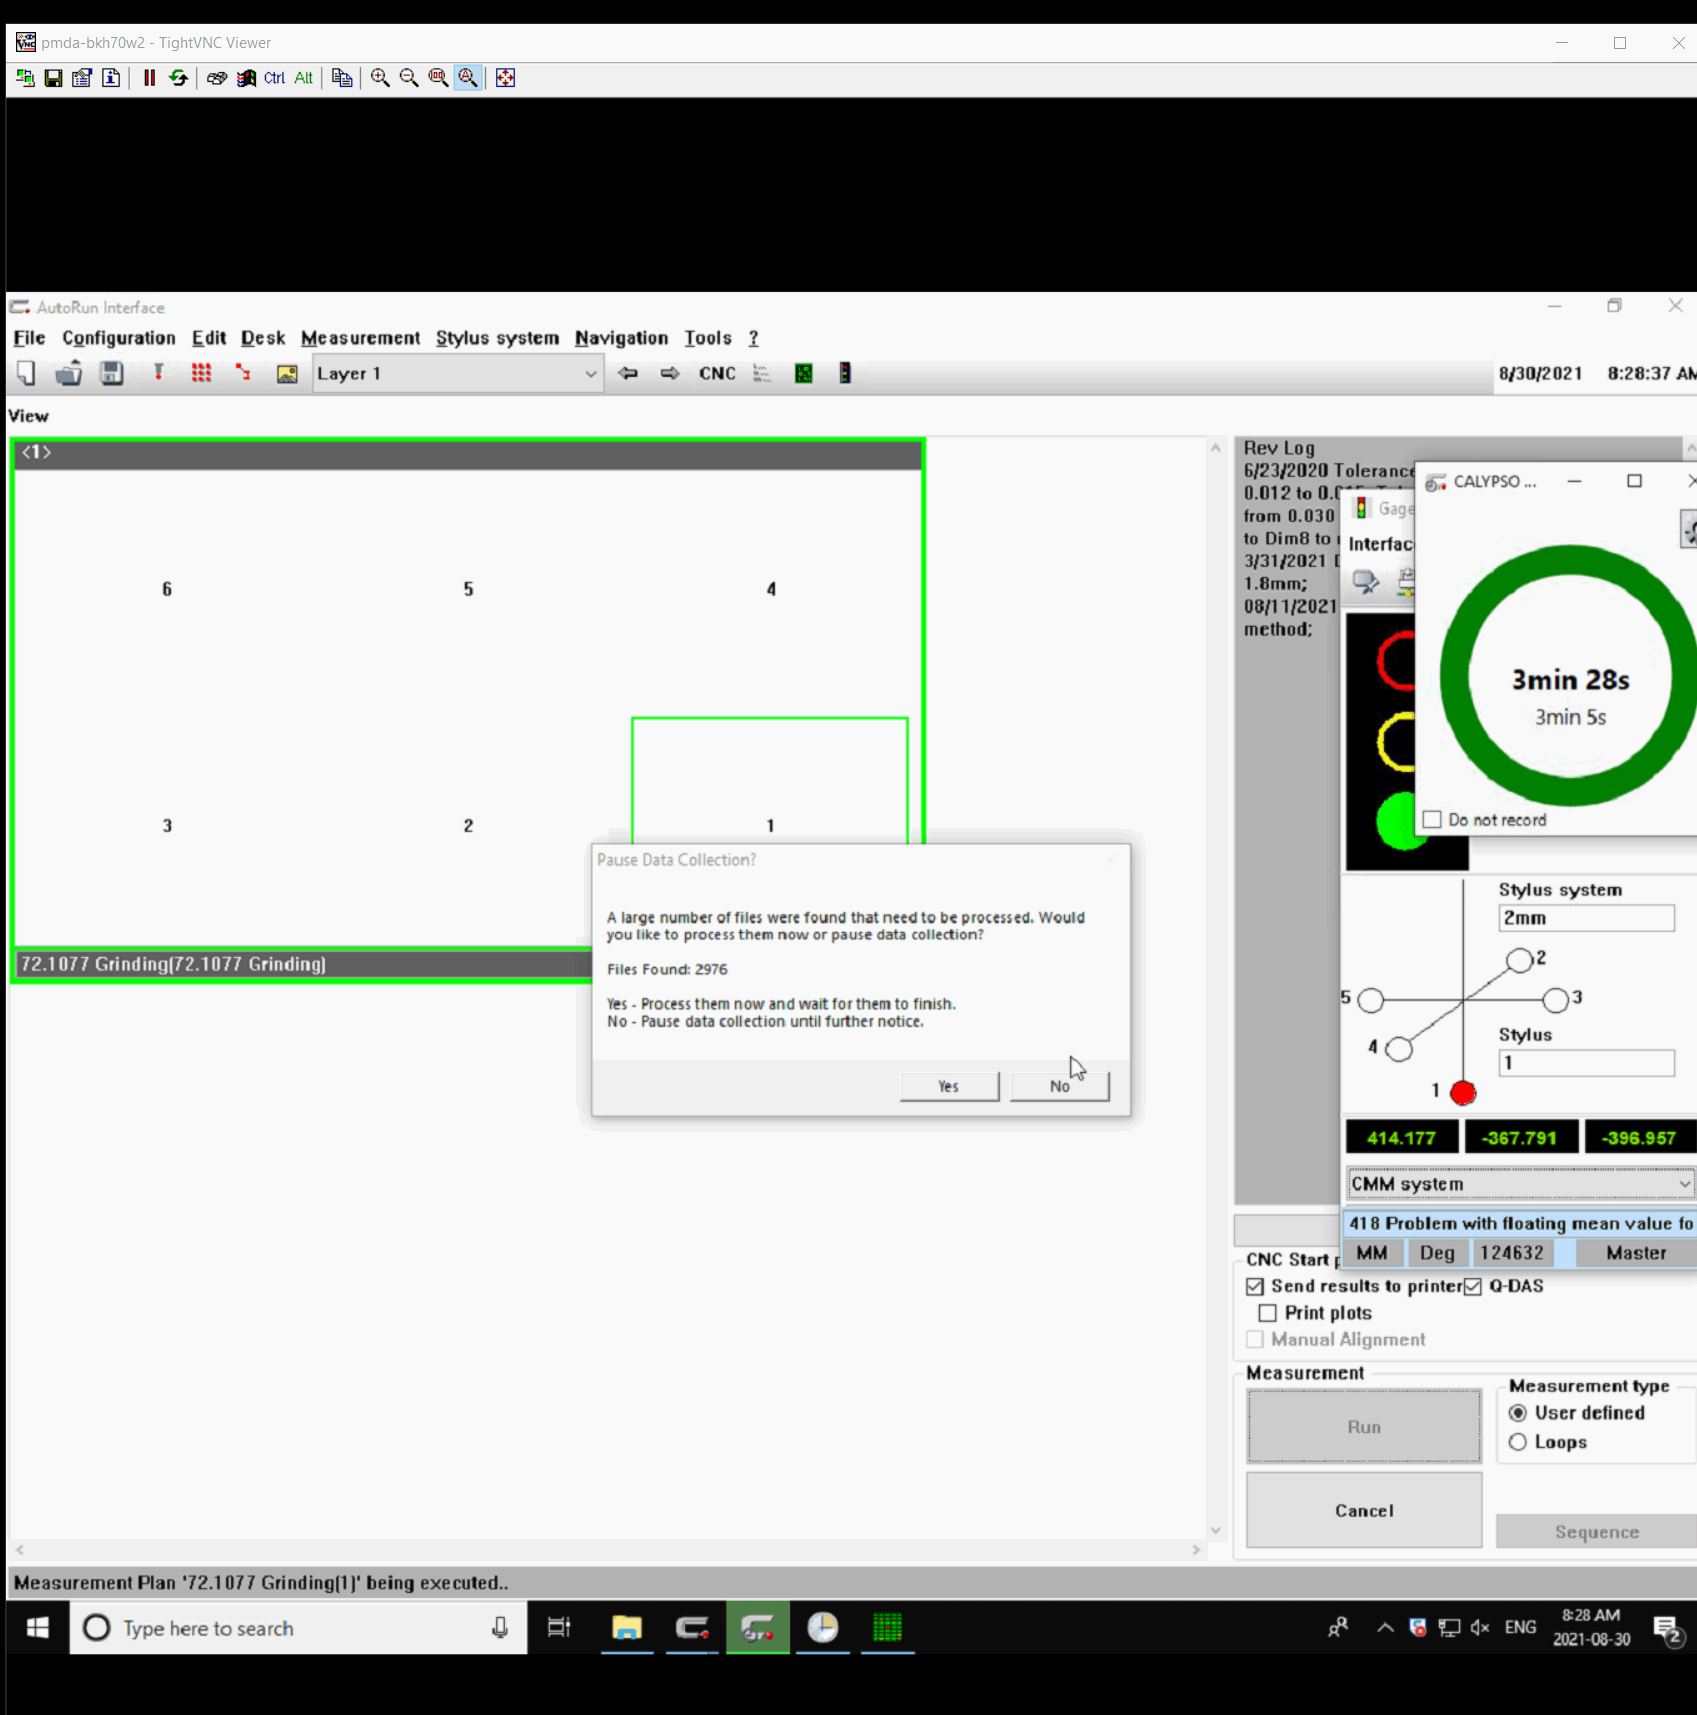 pmda-bkh70w2 - TightVNC Viewer
Ctrl Alt
AutoRun Interface
File Configuration Edit Desk Measurement Stylus system Navigation Tools ?
Layer 1
CNC
8/30/2021 8:28:37 AM
View
<1>
6 5 4
3 2 1
72.1077 Grinding(72.1077 Grinding)
Rev Log
6/23/2020 Tolerance
0.012 to
from 0.030
to Dim8 to
3/31/2021
1.8mm;
08/11/2021
method;
Gage
Interfac
CALYPSO ...
3min 28s
3min 5s
Do not record
Pause Data Collection?
A large number of files were found that need to be processed. Would
you like to process them now or pause data collection?
Files Found: 2976
Yes - Process them now and wait for them to finish.
No - Pause data collection until further notice.
Yes No
Stylus system
2mm
2
5 3
4
1
Stylus
1
414.177 -367.791 -396.957
CMM system
418 Problem with floating mean value fo
MM Deg 124632 Master
CNC Start
Send results to printer Q-DAS
Print plots
Manual Alignment
Measurement
Run
Cancel
Measurement type
User defined
Loops
Sequence
Measurement Plan '72.1077 Grinding(1)' being executed..
Type here to search
ENG
8:28 AM
2021-08-30
2